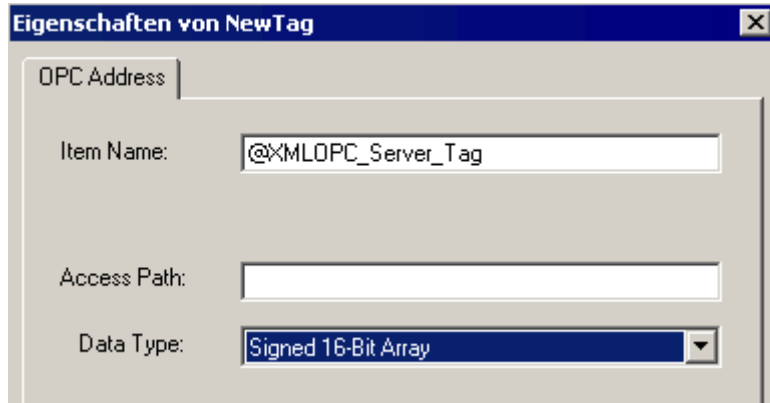 Eigenschaften von NewTag
OPC Address
Item Name: @XMLOPC_Server_Tag
Access Path:
Data Type: Signed 16-Bit Array